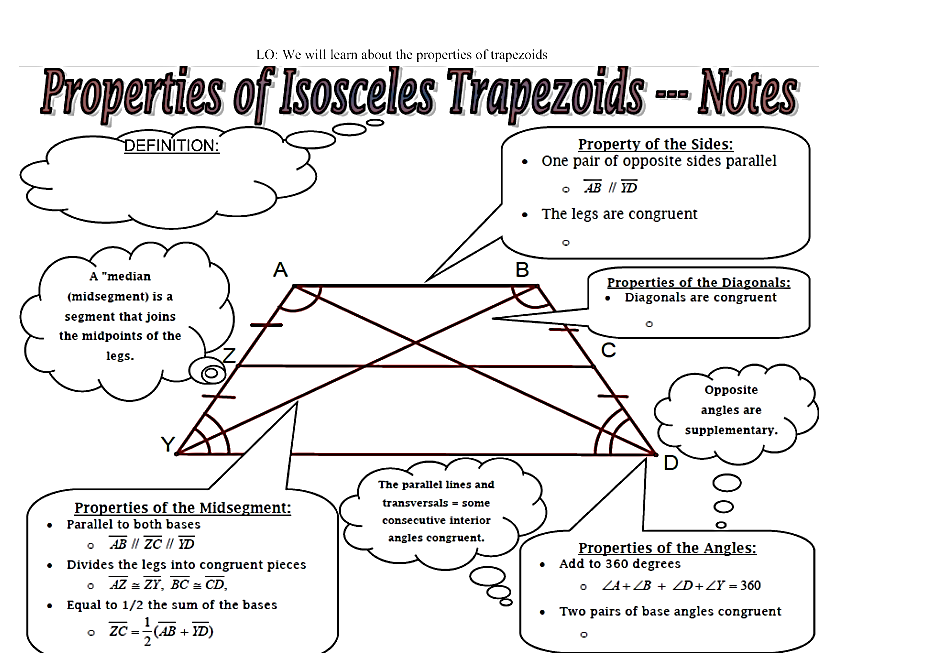 LO: We will learn about the properties of trapezoids
Properties of Isosceles Trapezoids --- Notes
DEFINITION:
Property of the Sides:
• One pair of opposite sides parallel
o AB // YD
• The legs are congruent
o
A "median
(midsegment) is a
segment that joins
the midpoints of the
legs.
A
B
Properties of the Diagonals:
• Diagonals are congruent
o
Z
C
Opposite
angles are
supplementary.
Y
D
The parallel lines and
transversals = some
consecutive interior
angles congruent.
Properties of the Midsegment:
• Parallel to both bases
o AB // ZC // YD
• Divides the legs into congruent pieces
o AZ ≅ ZY, BC ≅ CD,
• Equal to 1/2 the sum of the bases
o ZC = 1/2 (AB + YD)
Properties of the Angles:
• Add to 360 degrees
o ∠A + ∠B + ∠D + ∠Y = 360
• Two pairs of base angles congruent
o